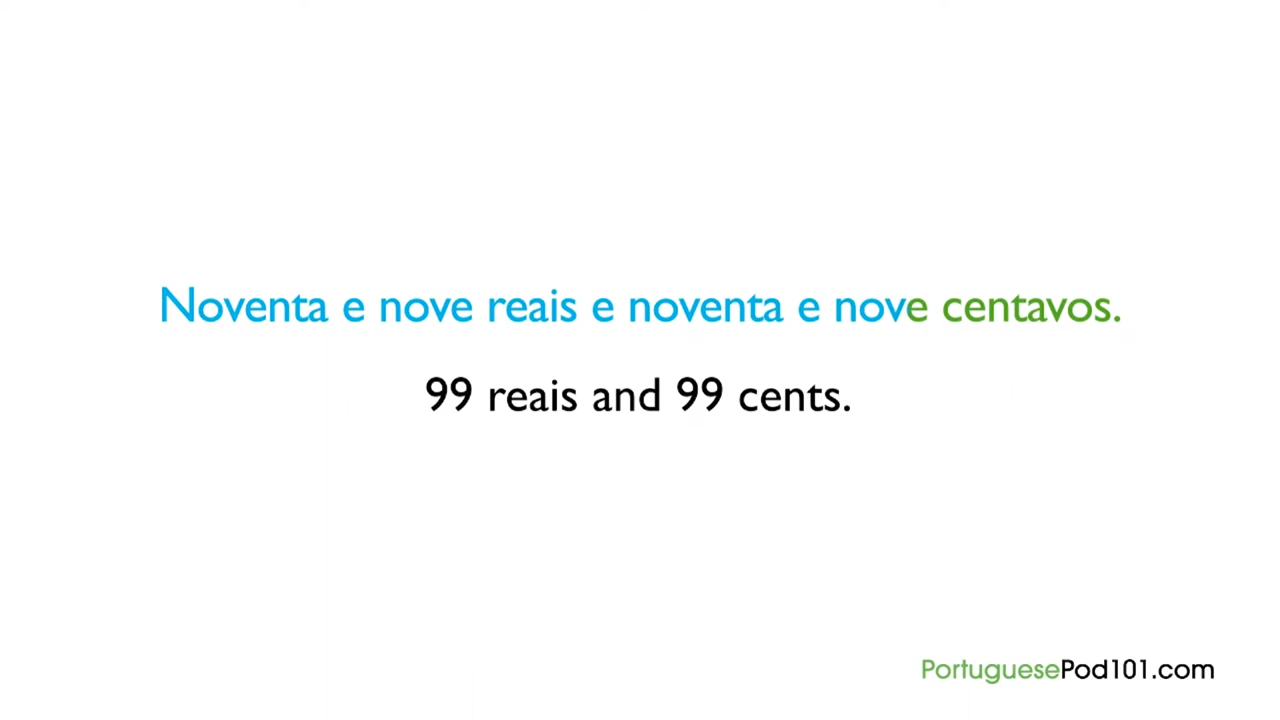 Noventa e nove reais e noventa e nove centavos.
99 reais and 99 cents.
PortuguesePod101.com